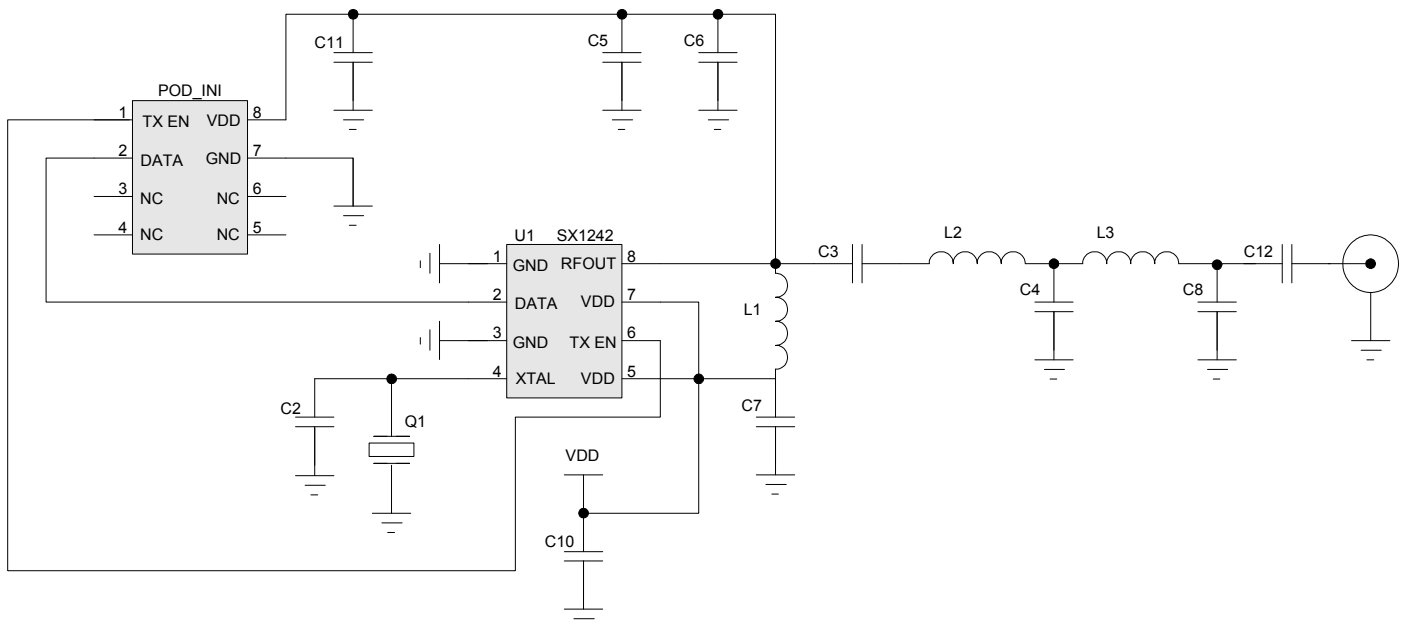 C11
C5
C6
POD_INI
1 TX EN VDD 8
2 DATA GND 7
3 NC NC 6
4 NC NC 5
U1 SX1242
1 GND RFOUT 8
2 DATA VDD 7
3 GND TX EN 6
4 XTAL VDD 5
C3
L2
L3
C12
C4
C8
L1
C2
Q1
C7
VDD
C10